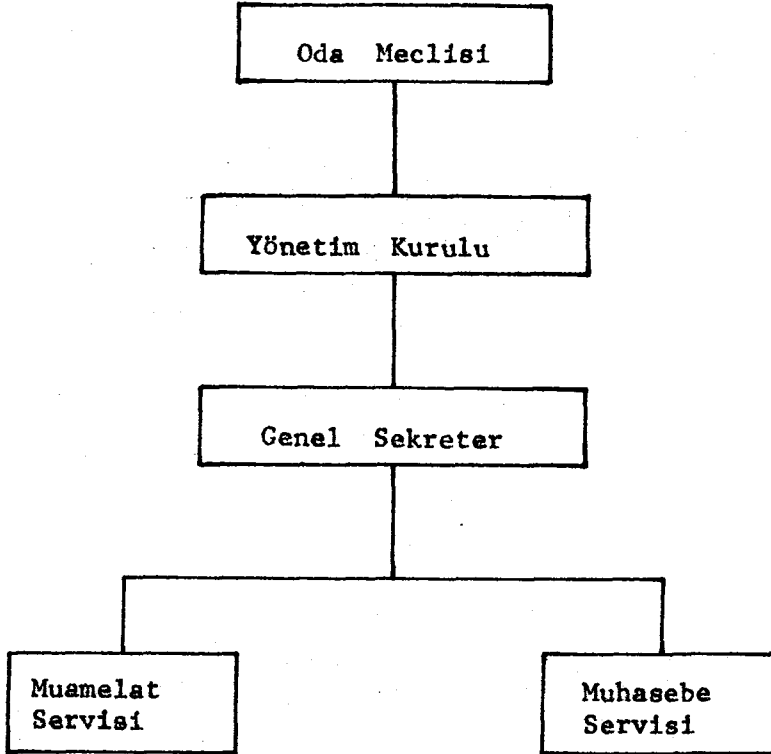 Oda Meclisi
Yönetim Kurulu
Genel Sekreter
Muamelat
Servisi
Muhasebe
Servisi